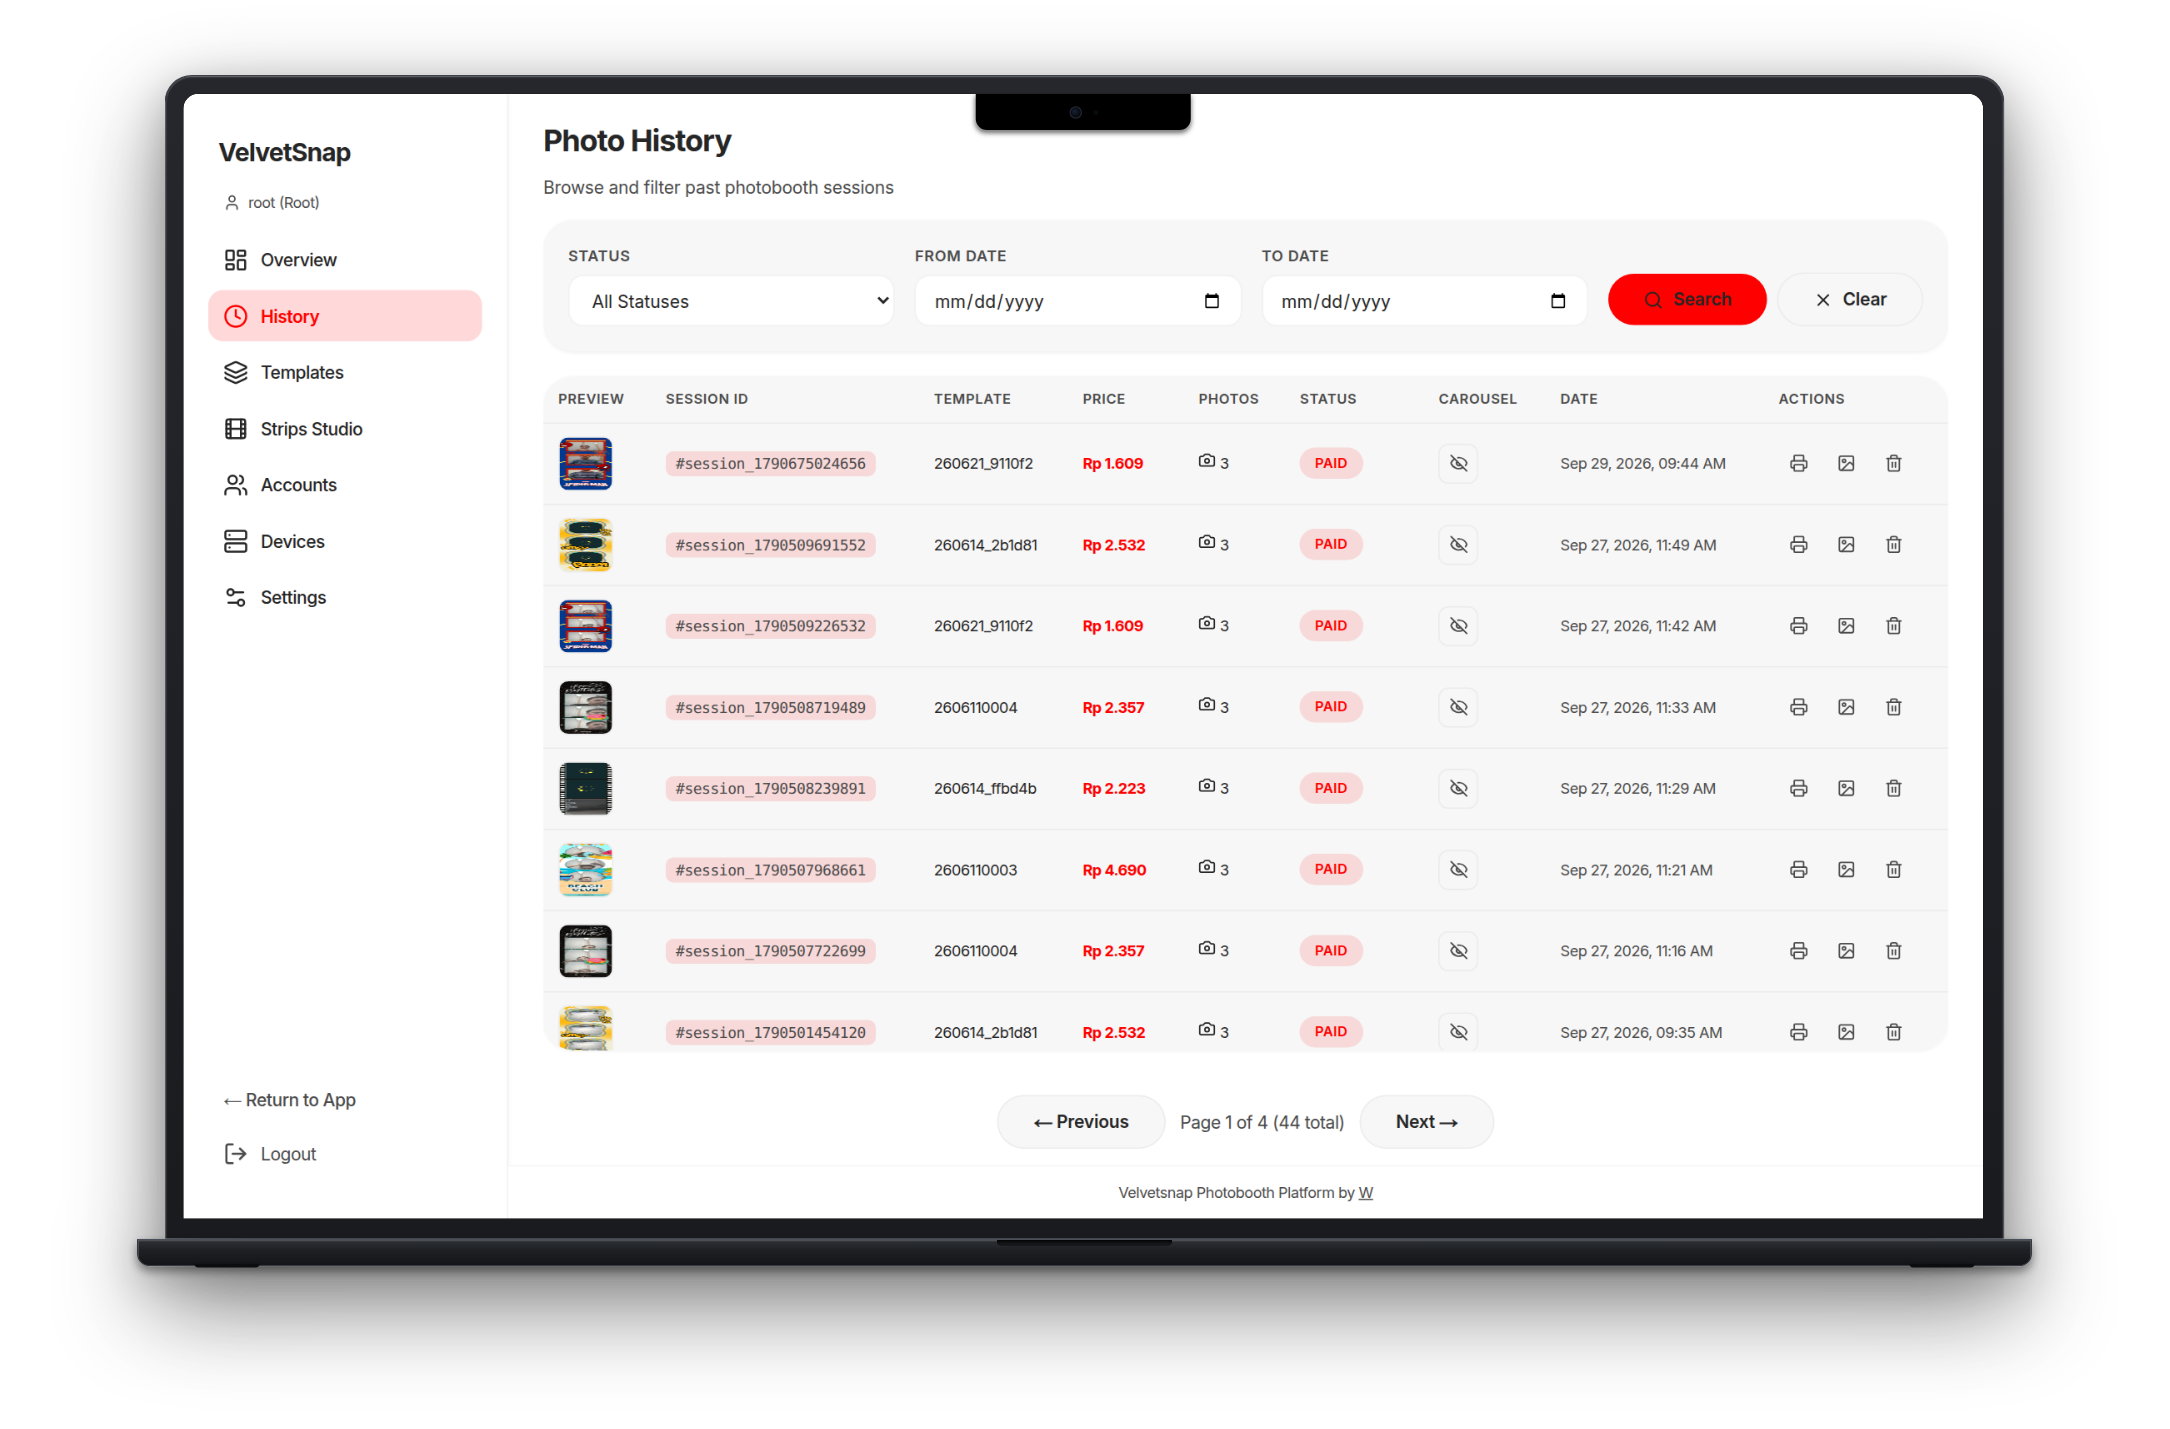 VelvetSnap
root (Root)
Overview
History
Templates
Strips Studio
Accounts
Devices
Settings
← Return to App
Logout
Photo History
Browse and filter past photobooth sessions
STATUS FROM DATE TO DATE
All Statuses mm/dd/yyyy mm/dd/yyyy Search Clear
PREVIEW SESSION ID TEMPLATE PRICE PHOTOS STATUS CAROUSEL DATE ACTIONS
#session_1790675024656 260621_9110f2 Rp 1.609 3 PAID Sep 29, 2026, 09:44 AM
#session_1790509691552 260614_2b1d81 Rp 2.532 3 PAID Sep 27, 2026, 11:49 AM
#session_1790509226532 260621_9110f2 Rp 1.609 3 PAID Sep 27, 2026, 11:42 AM
#session_1790508719489 2606110004 Rp 2.357 3 PAID Sep 27, 2026, 11:33 AM
#session_1790508239891 260614_ffbd4b Rp 2.223 3 PAID Sep 27, 2026, 11:29 AM
BEACH CLUB #session_1790507968661 2606110003 Rp 4.690 3 PAID Sep 27, 2026, 11:21 AM
#session_1790507722699 2606110004 Rp 2.357 3 PAID Sep 27, 2026, 11:16 AM
#session_1790501454120 260614_2b1d81 Rp 2.532 3 PAID Sep 27, 2026, 09:35 AM
← Previous Page 1 of 4 (44 total) Next →
Velvetsnap Photobooth Platform by W